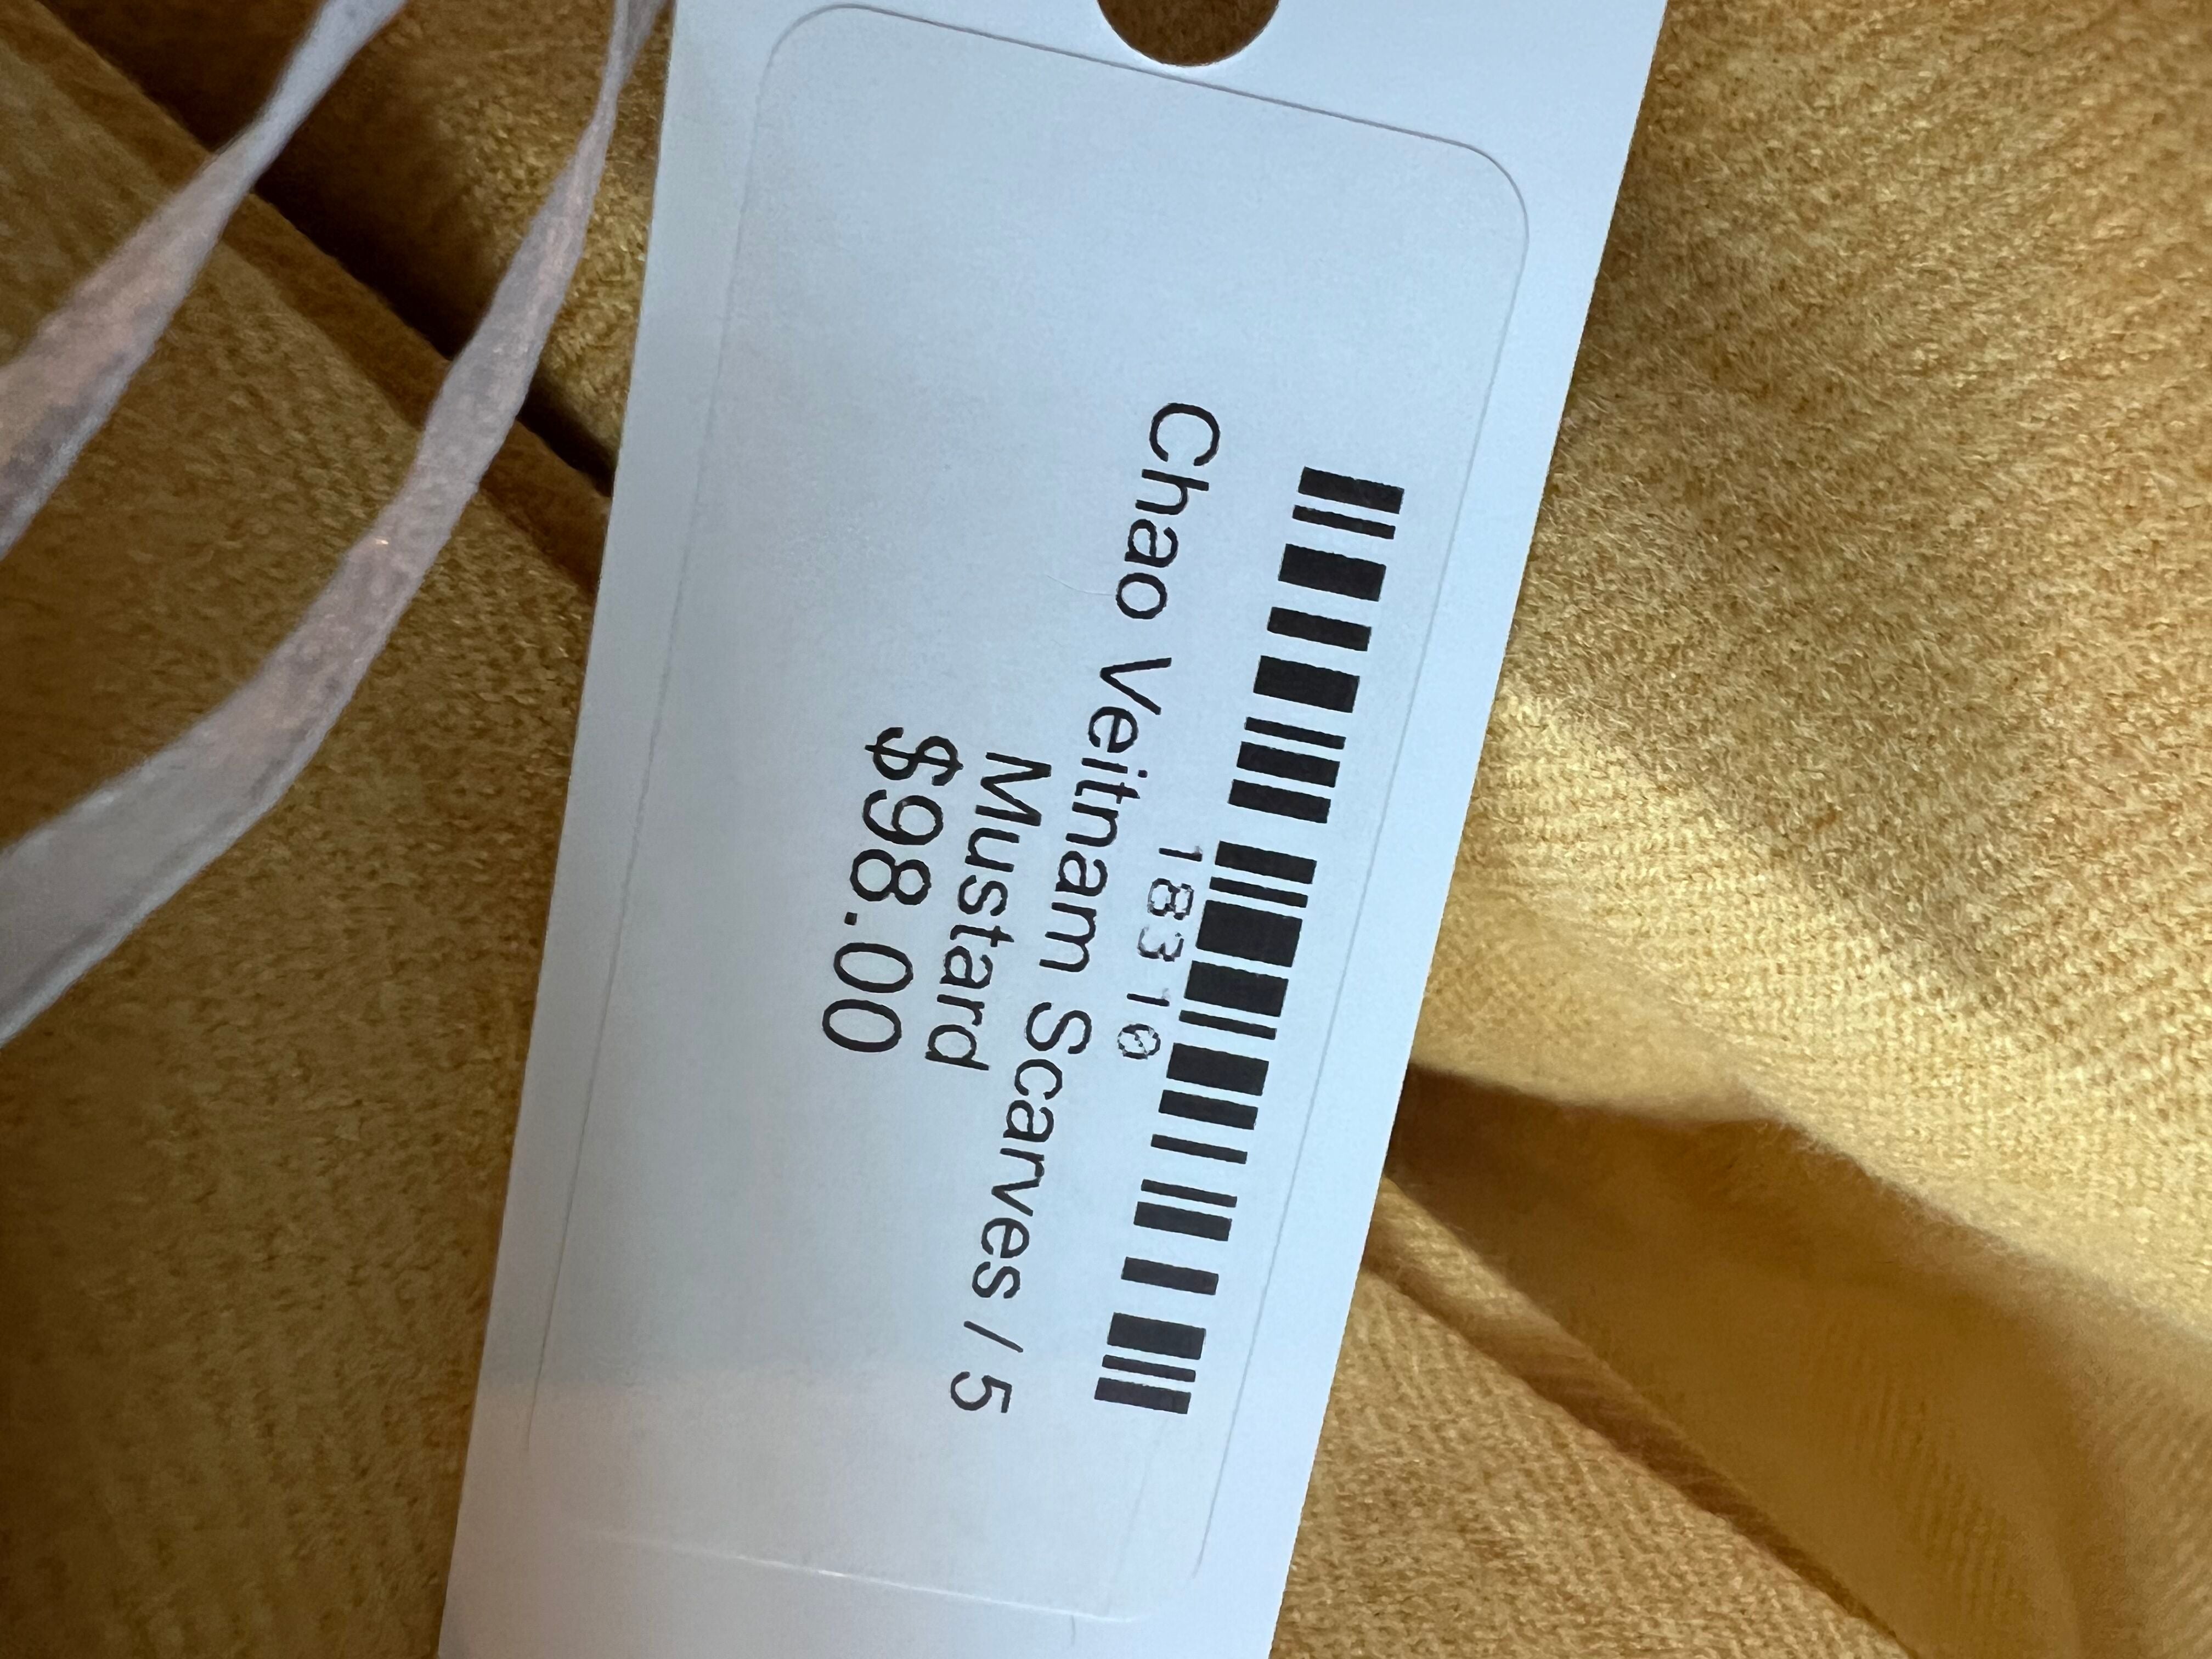 18310
Chao Veitnam Scarves / 5
Mustard
$98.00